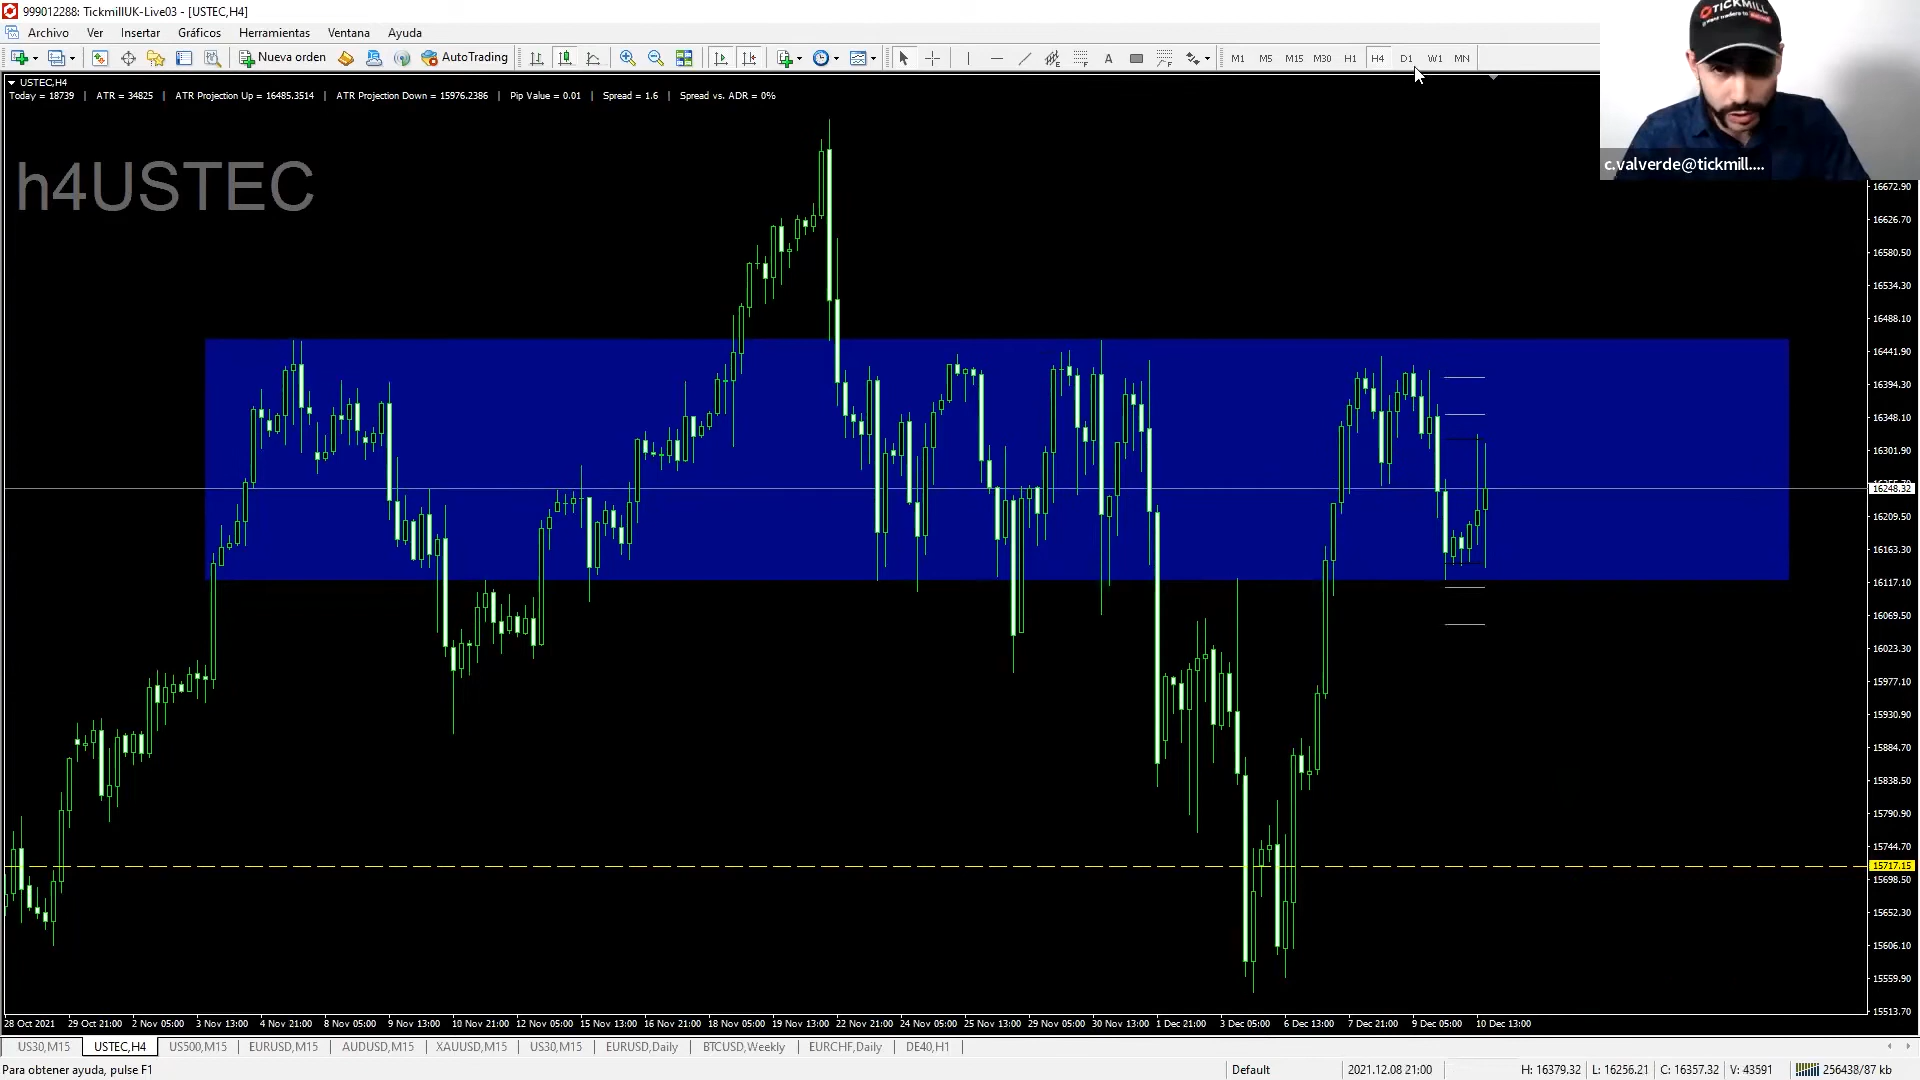 999012288: TickmillUK-Live03 - [USTEC,H4]
Archivo Ver Insertar Gráficos Herramientas Ventana Ayuda
Nueva orden AutoTrading A M1 M5 M15 M30 H1 H4 D1 W1 MN
TICKMILL
USTEC,H4
Today = 18739 | ATR = 34825 | ATR Projection Up = 16485.3514 | ATR Projection Down = 15976.2386 | Pip Value = 0.01 | Spread = 1.6 | Spread vs. ADR = 0%
c.valverde@tickmill....
h4USTEC
16672.90
16626.70
16580.50
16534.30
16488.10
16441.90
16394.30
16348.10
16301.90
16248.32
16209.50
16163.30
16117.10
16069.50
16023.30
15977.10
15930.90
15884.70
15838.50
15790.90
15744.70
15717.15
15698.50
15652.30
15606.10
15559.90
15513.70
28 Oct 2021 29 Oct 21:00 2 Nov 05:00 3 Nov 13:00 4 Nov 21:00 8 Nov 05:00 9 Nov 13:00 10 Nov 21:00 12 Nov 05:00 15 Nov 13:00 16 Nov 21:00 18 Nov 05:00 19 Nov 13:00 22 Nov 21:00 24 Nov 05:00 25 Nov 13:00 29 Nov 05:00 30 Nov 13:00 1 Dec 21:00 3 Dec 05:00 6 Dec 13:00 7 Dec 21:00 9 Dec 05:00 10 Dec 13:00
US30,M15 USTEC,H4 US500,M15 EURUSD,M15 AUDUSD,M15 XAUUSD,M15 US30,M15 EURUSD,Daily BTCUSD,Weekly EURCHF,Daily DE40,H1
Para obtener ayuda, pulse F1 Default 2021.12.08 21:00 H: 16379.32 L: 16256.21 C: 16357.32 V: 43591 256438/87 kb